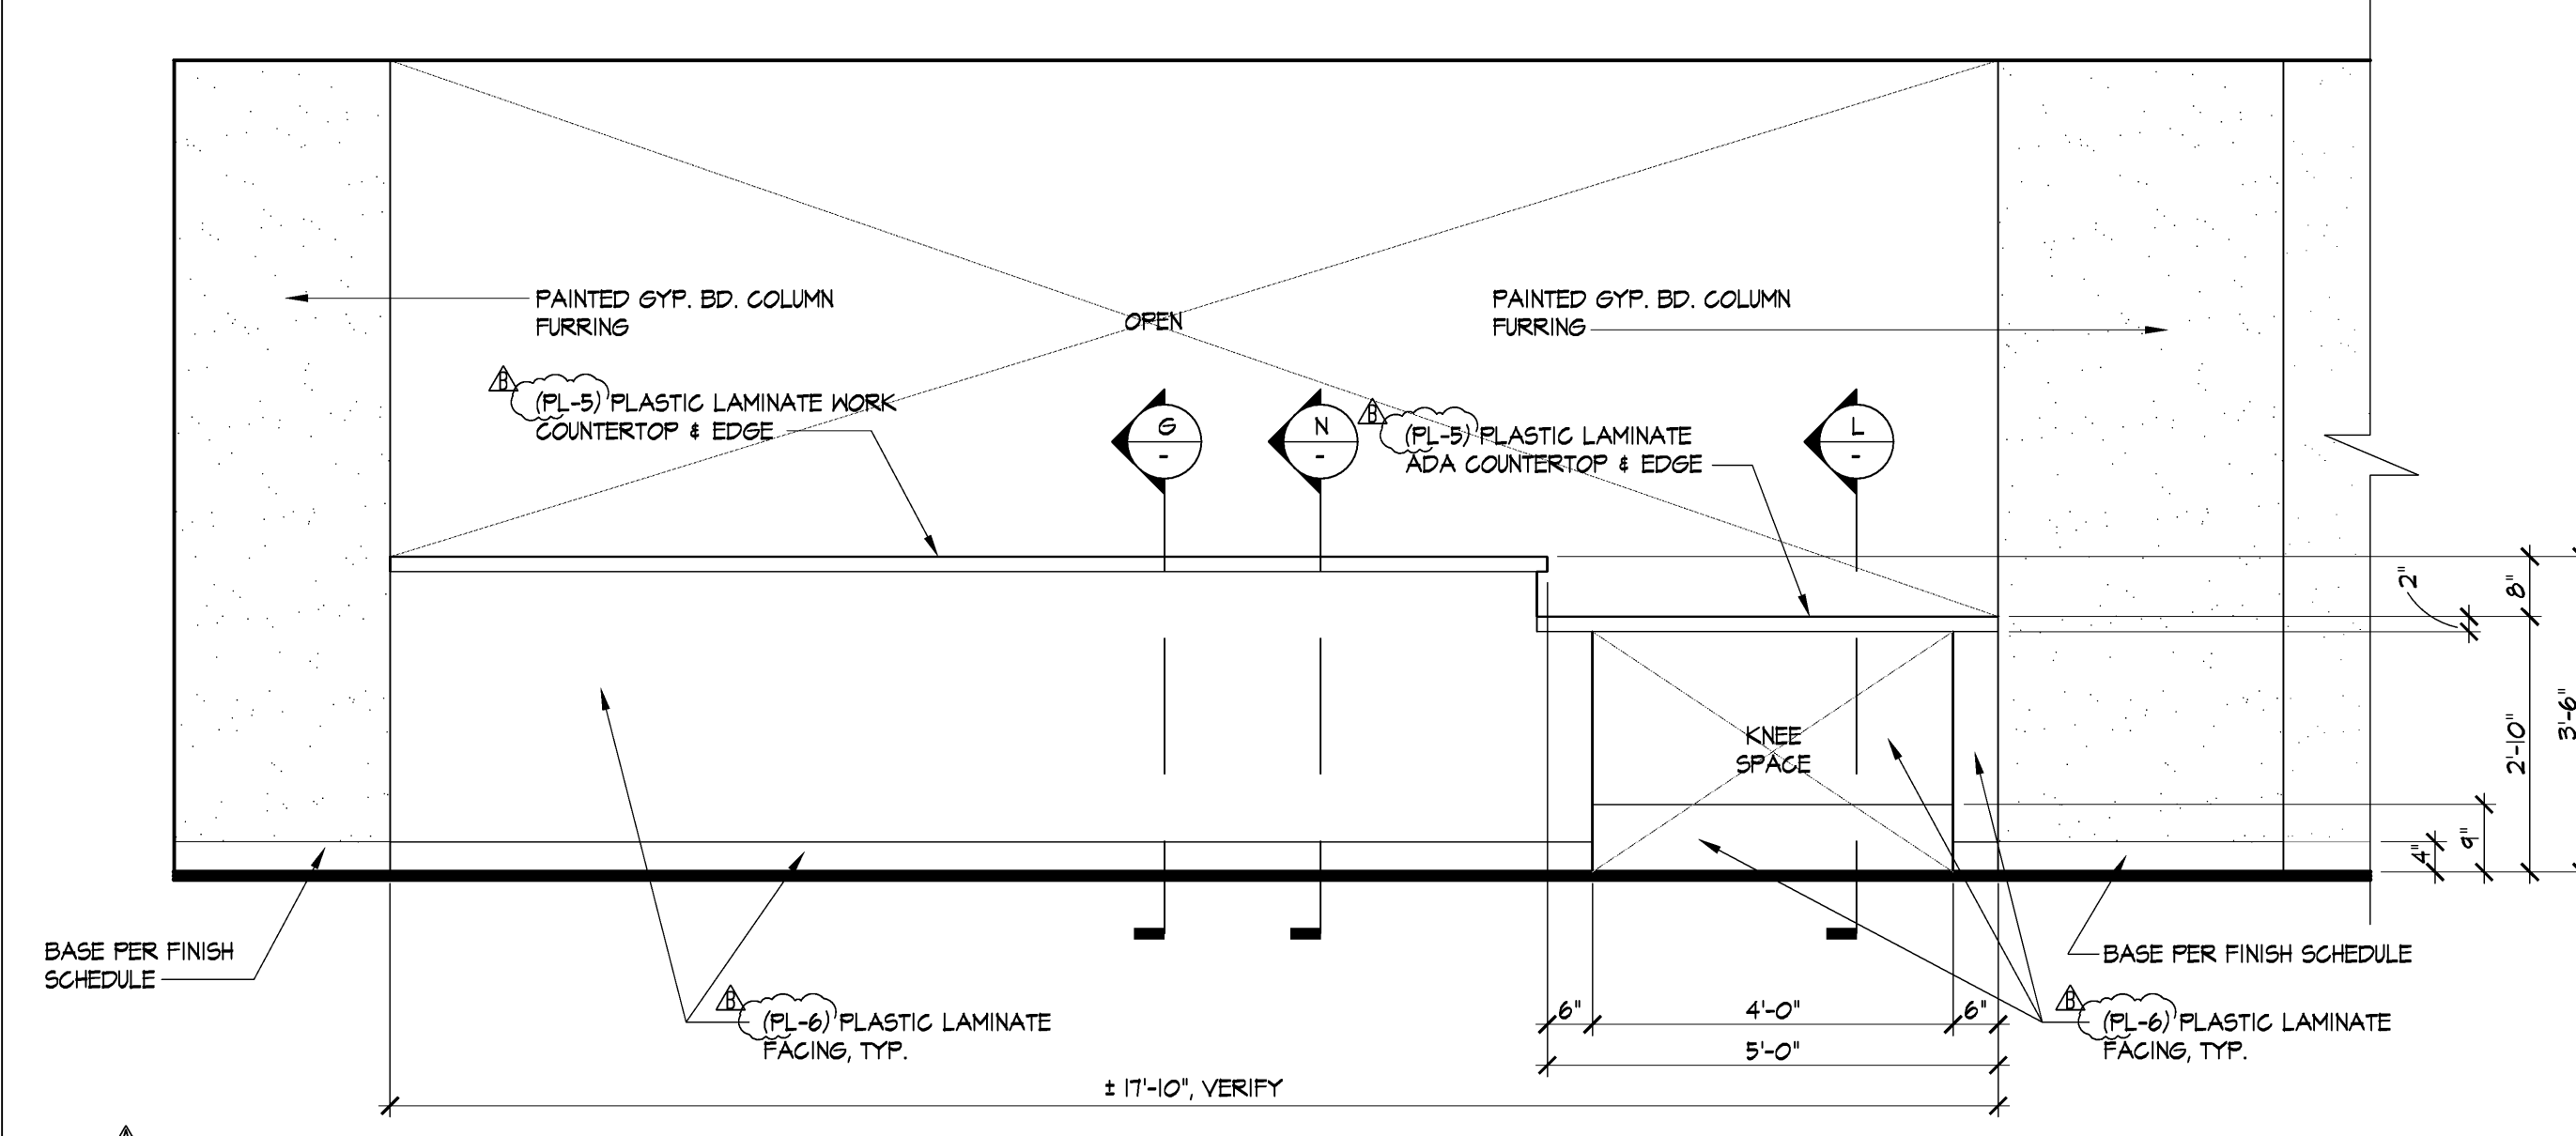 PAINTED GYP. BD. COLUMN
FURRING
OPEN
PAINTED GYP. BD. COLUMN
FURRING
B
(PL-5) PLASTIC LAMINATE WORK
COUNTERTOP & EDGE
G
-
N
-
B
(PL-5) PLASTIC LAMINATE
ADA COUNTERTOP & EDGE
L
-
2"
8"
2'-10"
3'-6"
9"
4"
KNEE
SPACE
BASE PER FINISH
SCHEDULE
BASE PER FINISH SCHEDULE
B
(PL-6) PLASTIC LAMINATE
FACING, TYP.
6"
4'-0"
6"
B
(PL-6) PLASTIC LAMINATE
FACING, TYP.
5'-0"
± 17'-10", VERIFY